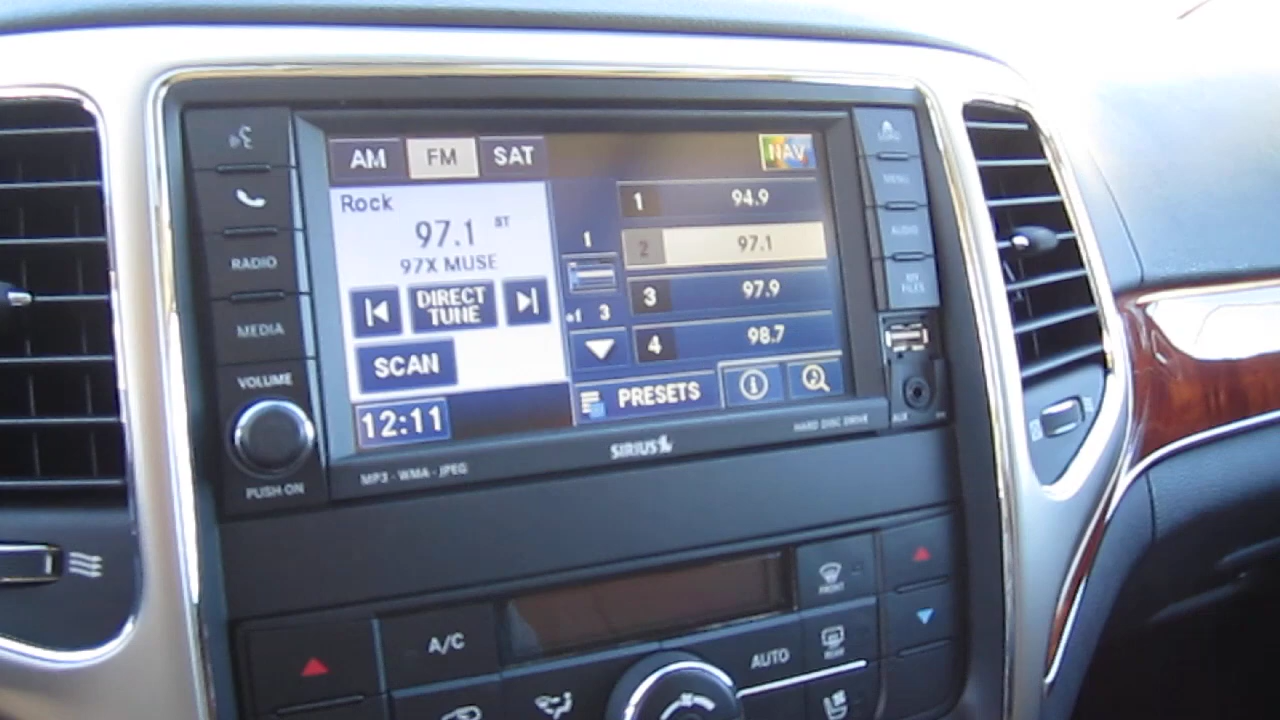 AM FM SAT NAV
LOAD
MENU
AUDIO
MY
FILES
RADIO
MEDIA
VOLUME
PUSH ON
Rock
97.1 ST
97X MUSE
DIRECT
TUNE
SCAN
12:11
1
of 3
1 94.9
2 97.1
3 97.9
4 98.7
PRESETS
AUX
MP3 - WMA - JPEG
SIRIUS
HARD DISC DRIVE
FRONT
A/C
AUTO
REAR